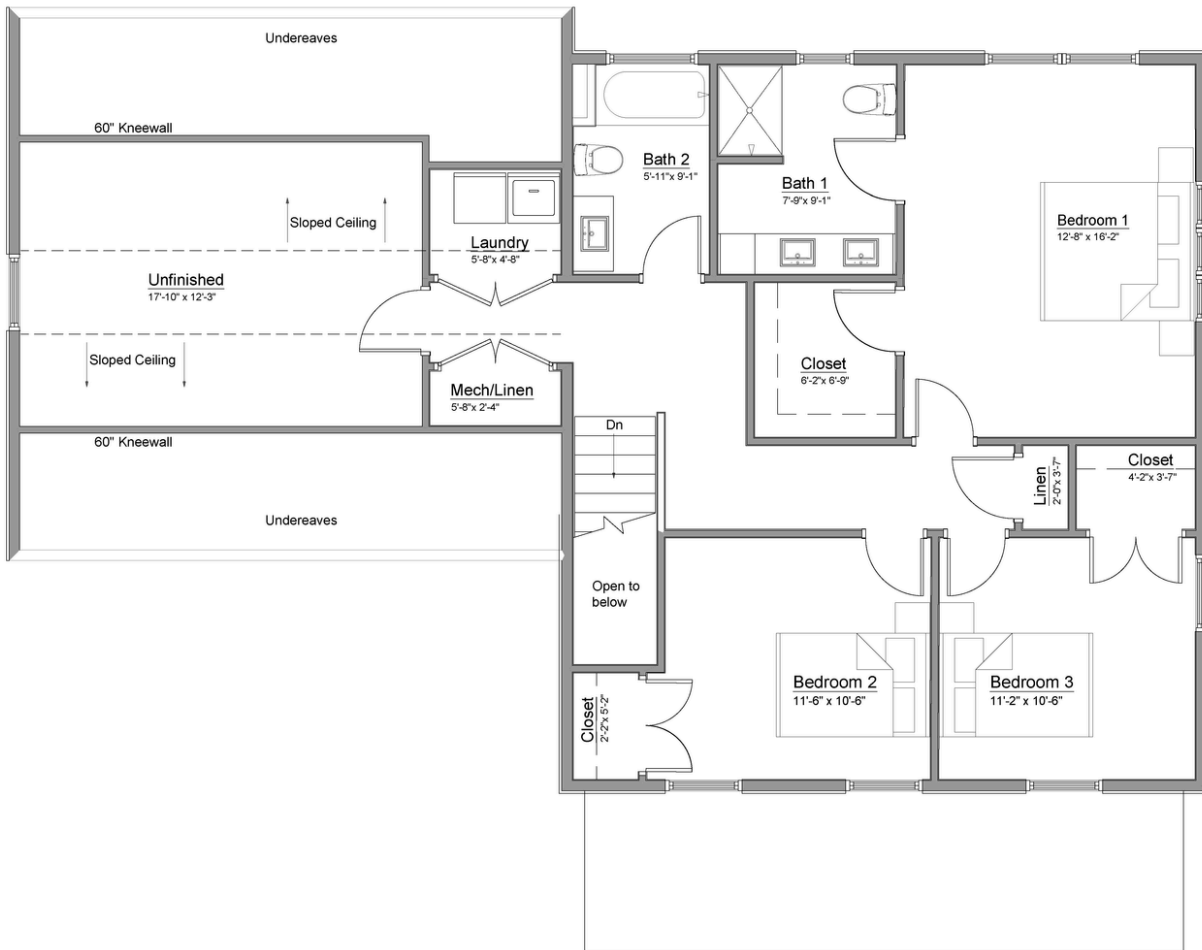 Undereaves
60" Kneewall
Bath 2
5'-11"x 9'-1"
Bath 1
7'-9"x 9'-1"
Bedroom 1
12'-8" x 16'-2"
Sloped Ceiling
Laundry
5'-8"x 4'-8"
Unfinished
17'-10" x 12'-3"
Sloped Ceiling
Closet
6'-2"x 6'-9"
Mech/Linen
5'-8"x 2'-4"
60" Kneewall
Dn
Linen
2'-0"x 3'-7"
Closet
4'-2"x 3'-7"
Undereaves
Open to
below
Closet
2'-2"x 5'-2"
Bedroom 2
11'-6" x 10'-6"
Bedroom 3
11'-2" x 10'-6"